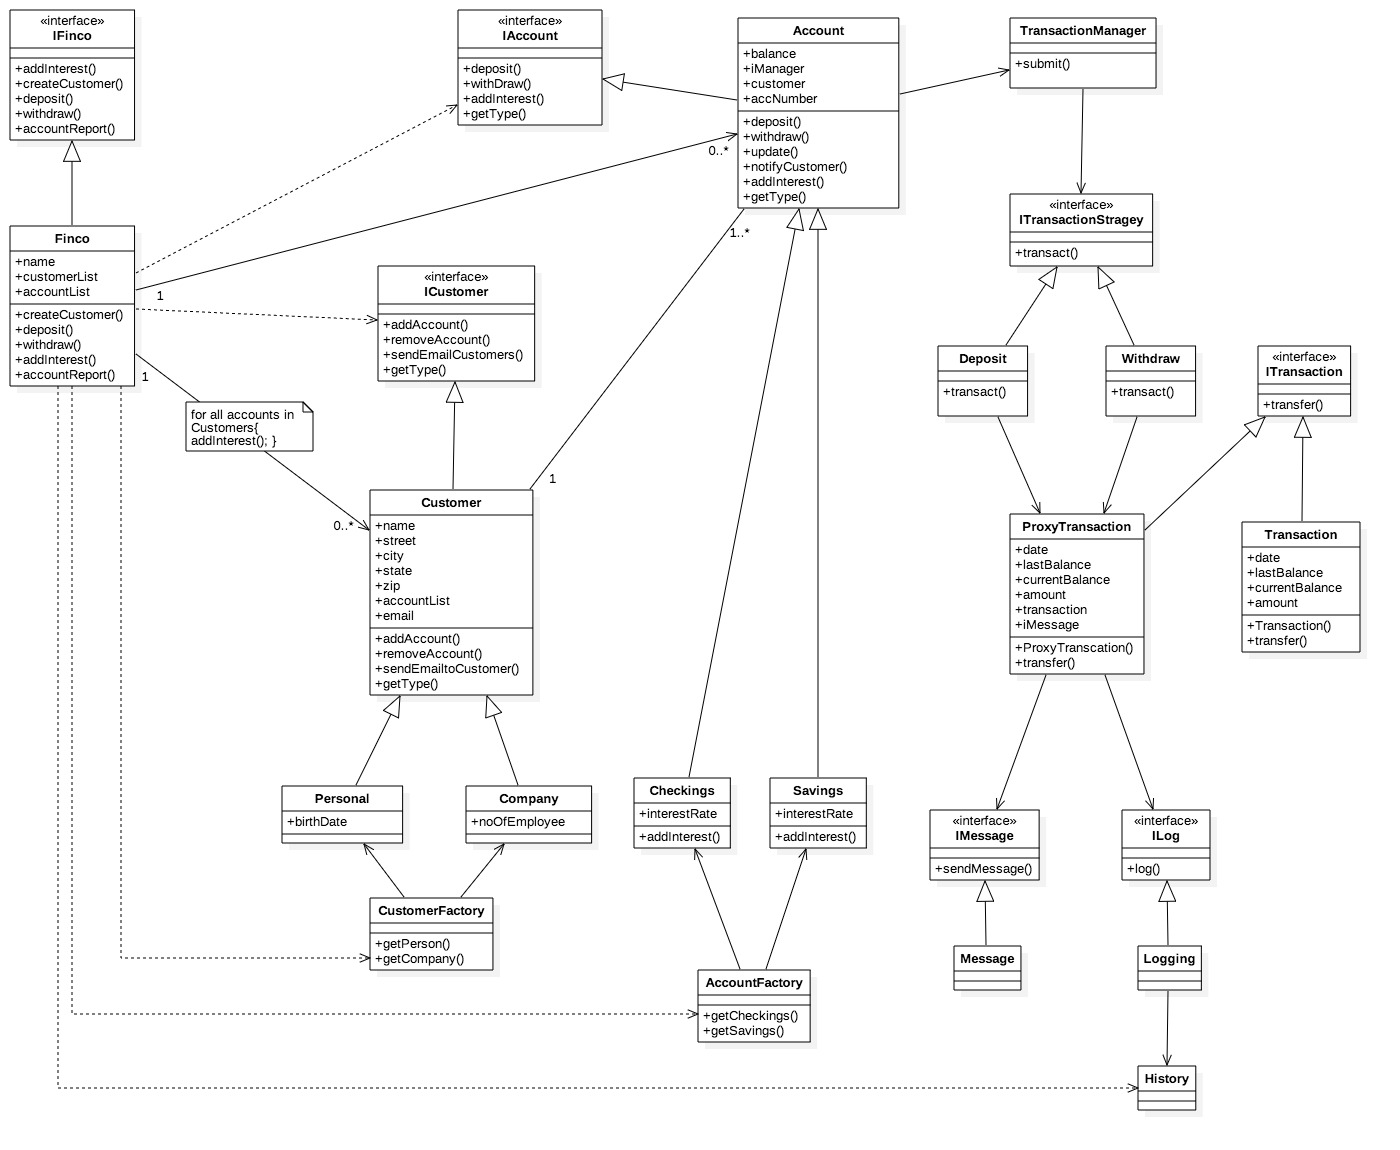 «interface»
IFinco
+addInterest()
+createCustomer()
+deposit()
+withdraw()
+accountReport()
«interface»
IAccount
+deposit()
+withDraw()
+addInterest()
+getType()
Account
+balance
+iManager
+customer
+accNumber
+deposit()
+withdraw()
+update()
+notifyCustomer()
+addInterest()
+getType()
TransactionManager
+submit()
0..*
1..*
«interface»
ITransactionStragey
+transact()
Finco
+name
+customerList
+accountList
+createCustomer()
+deposit()
+withdraw()
+addInterest()
+accountReport()
1
1
«interface»
ICustomer
+addAccount()
+removeAccount()
+sendEmailCustomers()
+getType()
for all accounts in
Customers{
addInterest(); }
Deposit
+transact()
Withdraw
+transact()
«interface»
ITransaction
+transfer()
1
0..*
Customer
+name
+street
+city
+state
+zip
+accountList
+email
+addAccount()
+removeAccount()
+sendEmailtoCustomer()
+getType()
ProxyTransaction
+date
+lastBalance
+currentBalance
+amount
+transaction
+iMessage
+ProxyTranscation()
+transfer()
Transaction
+date
+lastBalance
+currentBalance
+amount
+Transaction()
+transfer()
Personal
+birthDate
Company
+noOfEmployee
Checkings
+interestRate
+addInterest()
Savings
+interestRate
+addInterest()
«interface»
IMessage
+sendMessage()
«interface»
ILog
+log()
CustomerFactory
+getPerson()
+getCompany()
AccountFactory
+getCheckings()
+getSavings()
Message
Logging
History